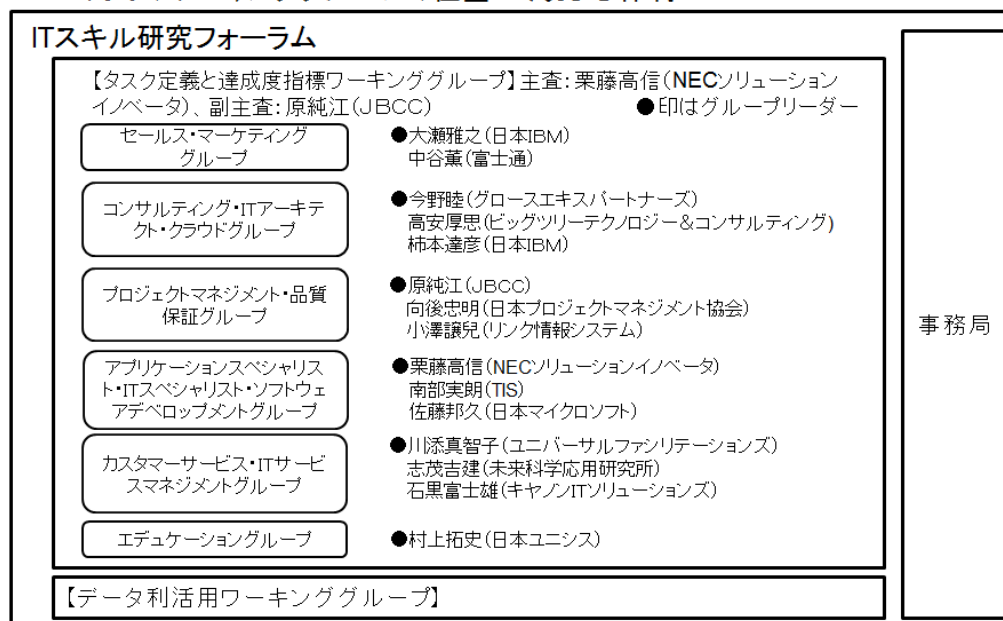 ITスキル研究フォーラム
【タスク定義と達成度指標ワーキンググループ】主査:栗藤高信(NECソリューション
イノベータ)、副主査:原純江(JBCC) ●印はグループリーダー
セールス・マーケティング
グループ
●大瀬雅之(日本IBM)
中谷薫(富士通)
コンサルティング・ITアーキテ
クト・クラウドグループ
●今野睦(グロースエキスパートナーズ)
高安厚思(ビッグツリーテクノロジー&コンサルティング)
柿本達彦(日本IBM)
プロジェクトマネジメント・品質
保証グループ
●原純江(JBCC)
向後忠明(日本プロジェクトマネジメント協会)
小澤譲兒(リンク情報システム)
アプリケーションスペシャリス
ト・ITスペシャリスト・ソフトウェ
アデベロップメントグループ
●栗藤高信(NECソリューションイノベータ)
南部実朗(TIS)
佐藤邦久(日本マイクロソフト)
カスタマーサービス・ITサービ
スマネジメントグループ
●川添真智子(ユニバーサルファシリテーションズ)
志茂吉建(未来科学応用研究所)
石黒富士雄(キヤノンITソリューションズ)
エデュケーショングループ
●村上拓史(日本ユニシス)
【データ利活用ワーキンググループ】
事務局